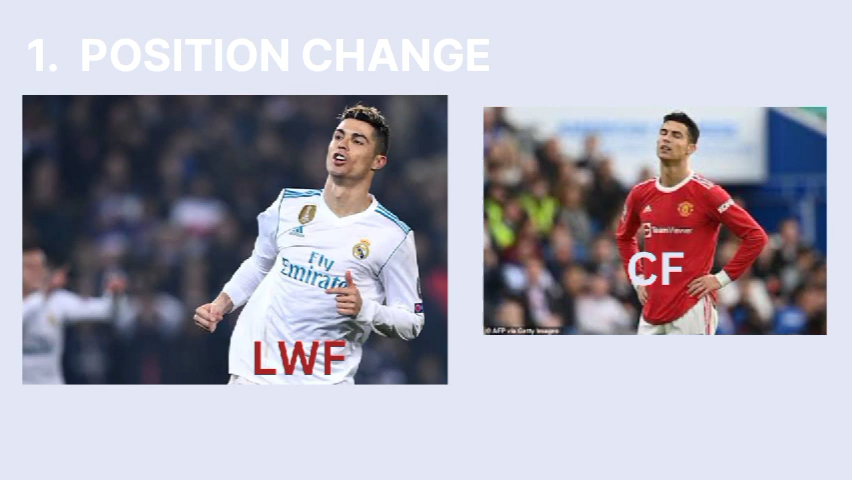 1. POSITION CHANGE
Fly
Emirates
TeamViewer
CF
LWF
© AFP via Getty Images